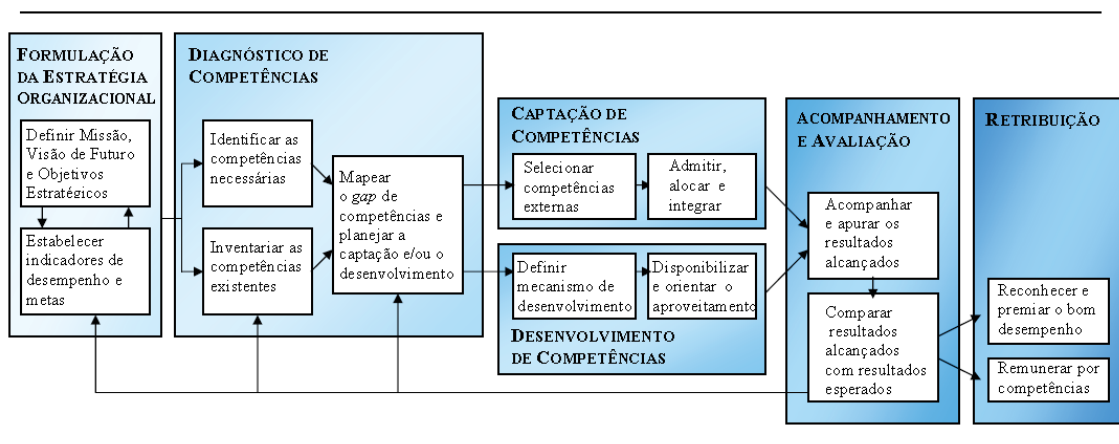 FORMULAÇÃO
DA ESTRATÉGIA
ORGANIZACIONAL
Definir Missão,
Visão de Futuro
e Objetivos
Estratégicos
Estabelecer
indicadores de
desempenho e
metas
DIAGNÓSTICO DE
COMPETÊNCIAS
Identificar as
competências
necessárias
Inventariar as
competências
existentes
Mapear
o gap de
competências e
planejar a
captação e/ou o
desenvolvimento
CAPTAÇÃO DE
COMPETÊNCIAS
Selecionar
competências
externas
Admitir,
alocar e
integrar
Definir
mecanismo de
desenvolvimento
Disponibilizar
e orientar o
aproveitamento
DESENVOLVIMENTO
DE COMPETÊNCIAS
ACOMPANHAMENTO
E AVALIAÇÃO
Acompanhar
e apurar os
resultados
alcançados
Comparar
resultados
alcançados
com resultados
esperados
RETRIBUIÇÃO
Reconhecer e
premiar o bom
desempenho
Remunerar por
competências